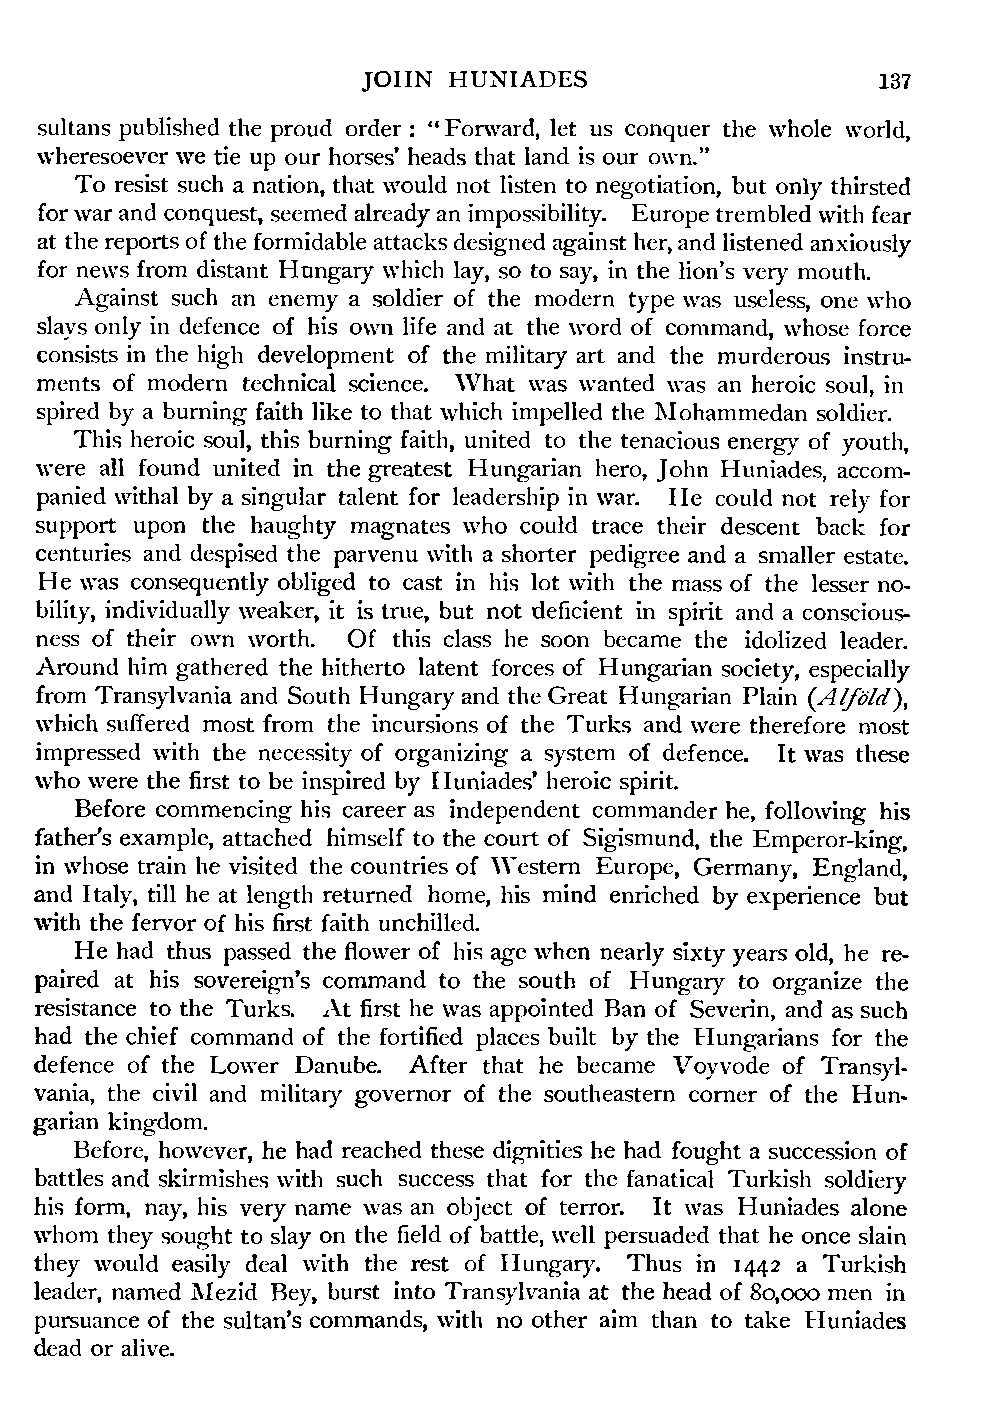 JOHN HUNIADES 137
sultans published the proud order : “ Forward, let us conquer the whole world,
wheresoever we tie up our horses’ heads that land is our own.”
To resist such a nation, that would not listen to negotiation, but only thirsted
for war and conquest, seemed already an impossibility. Europe trembled with fear
at the reports of the formidable attacks designed against her, and listened anxiously
for news from distant Hungary which lay, so to say, in the lion’s very mouth.
Against such an enemy a soldier of the modern type was useless, one who
slays only in defence of his own life and at the word of command, whose force
consists in the high development of the military art and the murderous instru-
ments of modern technical science. What was wanted was an heroic soul, in
spired by a burning faith like to that which impelled the Mohammedan soldier.
This heroic soul, this burning faith, united to the tenacious energy of youth,
were all found united in the greatest Hungarian hero, John Huniades, accom-
panied withal by a singular talent for leadership in war. He could not rely for
support upon the haughty magnates who could trace their descent back for
centuries and despised the parvenu with a shorter pedigree and a smaller estate.
He was consequently obliged to cast in his lot with the mass of the lesser no-
bility, individually weaker, it is true, but not deficient in spirit and a conscious-
ness of their own worth. Of this class he soon became the idolized leader.
Around him gathered the hitherto latent forces of Hungarian society, especially
from Transylvania and South Hungary and the Great Hungarian Plain (Alföld),
which suffered most from the incursions of the Turks and were therefore most
impressed with the necessity of organizing a system of defence. It was these
who were the first to be inspired by Huniades’ heroic spirit.
Before commencing his career as independent commander he, following his
father’s example, attached himself to the court of Sigismund, the Emperor-king,
in whose train he visited the countries of Western Europe, Germany, England,
and Italy, till he at length returned home, his mind enriched by experience but
with the fervor of his first faith unchilled.
He had thus passed the flower of his age when nearly sixty years old, he re-
paired at his sovereign’s command to the south of Hungary to organize the
resistance to the Turks. At first he was appointed Ban of Severin, and as such
had the chief command of the fortified places built by the Hungarians for the
defence of the Lower Danube. After that he became Voyvode of Transyl-
vania, the civil and military governor of the southeastern corner of the Hun-
garian kingdom.
Before, however, he had reached these dignities he had fought a succession of
battles and skirmishes with such success that for the fanatical Turkish soldiery
his form, nay, his very name was an object of terror. It was Huniades alone
whom they sought to slay on the field of battle, well persuaded that he once slain
they would easily deal with the rest of Hungary. Thus in 1442 a Turkish
leader, named Mezid Bey, burst into Transylvania at the head of 80,000 men in
pursuance of the sultan’s commands, with no other aim than to take Huniades
dead or alive.